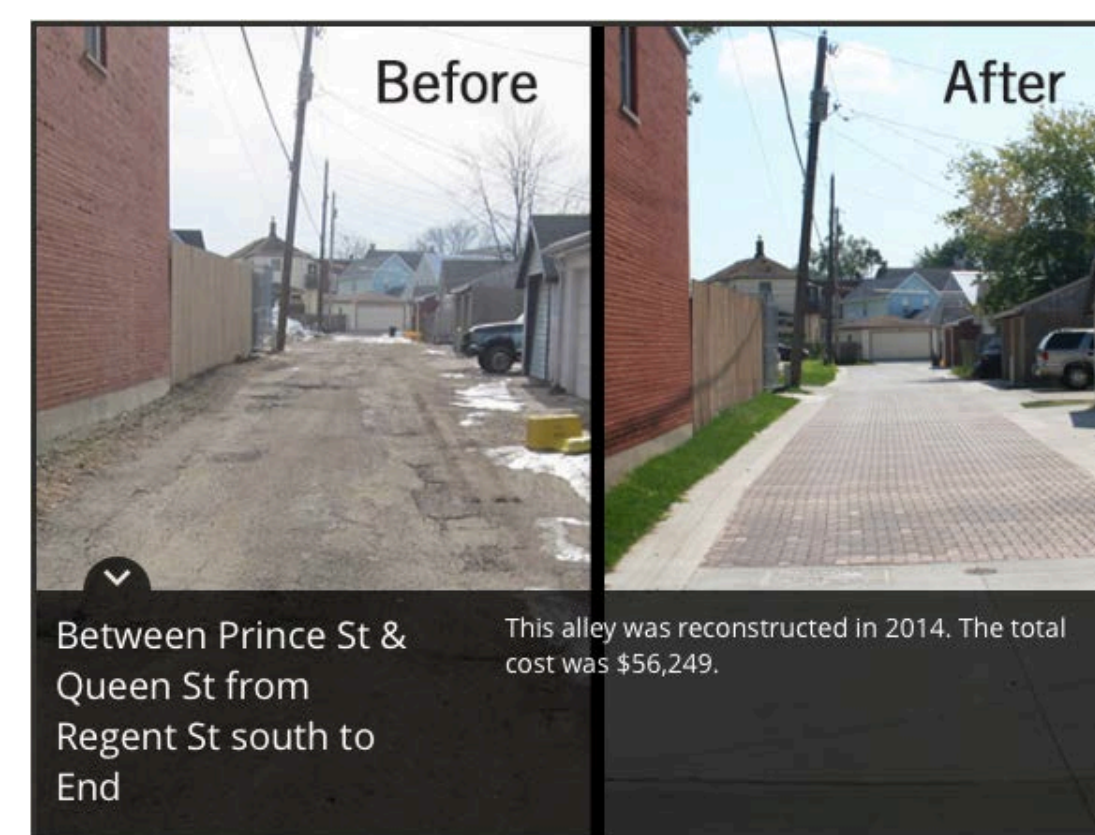 Before
After
Between Prince St &
Queen St from
Regent St south to
End
This alley was reconstructed in 2014. The total
cost was $56,249.